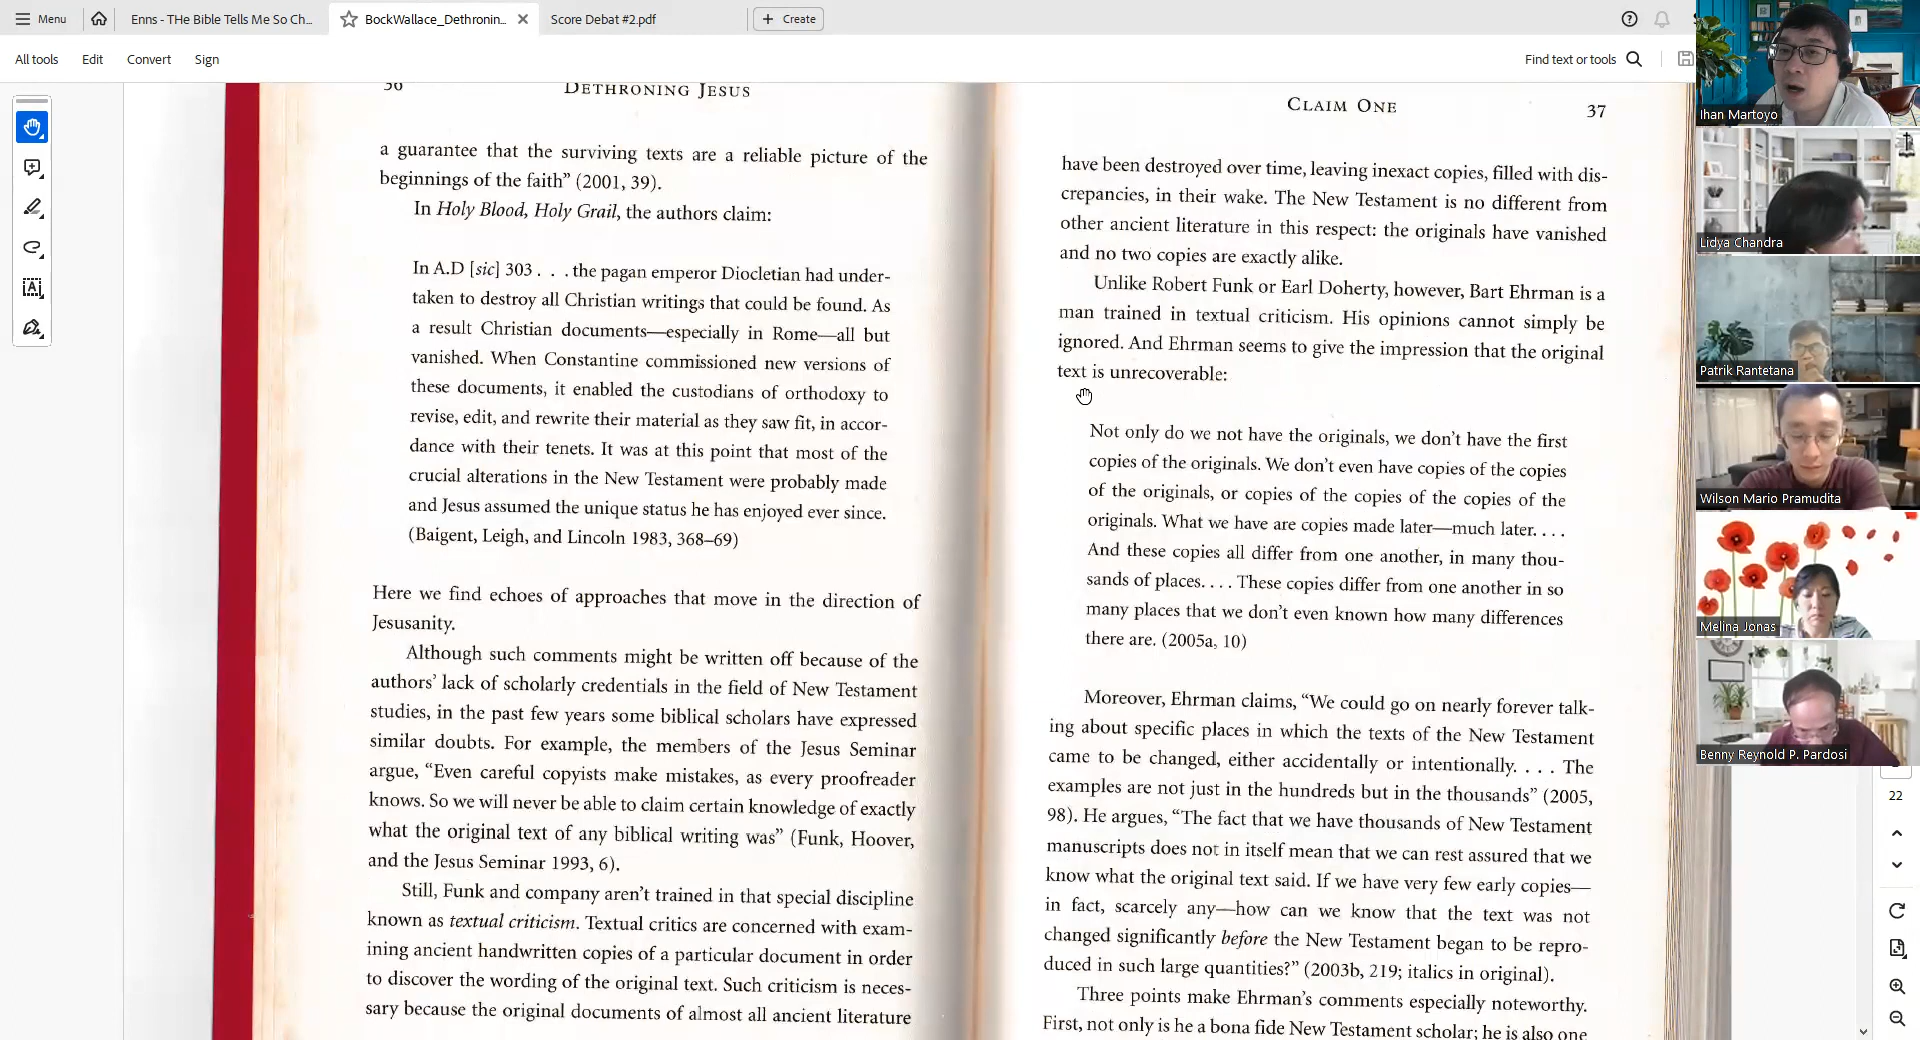 Menu
Enns - THe Bible Tells Me So Ch...
BockWallace_Dethronin...
Score Debat #2.pdf
Create
All tools
Edit
Convert
Sign
Find text or tools
36
DETHRONING JESUS
a guarantee that the surviving texts are a reliable picture of the
beginnings of the faith” (2001, 39).
In Holy Blood, Holy Grail, the authors claim:
In A.D [sic] 303 . . . the pagan emperor Diocletian had under-
taken to destroy all Christian writings that could be found. As
a result Christian documents—especially in Rome—all but
vanished. When Constantine commissioned new versions of
these documents, it enabled the custodians of orthodoxy to
revise, edit, and rewrite their material as they saw fit, in accor-
dance with their tenets. It was at this point that most of the
crucial alterations in the New Testament were probably made
and Jesus assumed the unique status he has enjoyed ever since.
(Baigent, Leigh, and Lincoln 1983, 368–69)
Here we find echoes of approaches that move in the direction of
Jesusanity.
Although such comments might be written off because of the
authors’ lack of scholarly credentials in the field of New Testament
studies, in the past few years some biblical scholars have expressed
similar doubts. For example, the members of the Jesus Seminar
argue, “Even careful copyists make mistakes, as every proofreader
knows. So we will never be able to claim certain knowledge of exactly
what the original text of any biblical writing was” (Funk, Hoover,
and the Jesus Seminar 1993, 6).
Still, Funk and company aren’t trained in that special discipline
known as textual criticism. Textual critics are concerned with exam-
ining ancient handwritten copies of a particular document in order
to discover the wording of the original text. Such criticism is neces-
sary because the original documents of almost all ancient literature
CLAIM ONE
37
have been destroyed over time, leaving inexact copies, filled with dis-
crepancies, in their wake. The New Testament is no different from
other ancient literature in this respect: the originals have vanished
and no two copies are exactly alike.
Unlike Robert Funk or Earl Doherty, however, Bart Ehrman is a
man trained in textual criticism. His opinions cannot simply be
ignored. And Ehrman seems to give the impression that the original
text is unrecoverable:
Not only do we not have the originals, we don’t have the first
copies of the originals. We don’t even have copies of the copies
of the originals, or copies of the copies of the copies of the
originals. What we have are copies made later—much later. . . .
And these copies all differ from one another, in many thou-
sands of places. . . . These copies differ from one another in so
many places that we don’t even known how many differences
there are. (2005a, 10)
Moreover, Ehrman claims, “We could go on nearly forever talk-
ing about specific places in which the texts of the New Testament
came to be changed, either accidentally or intentionally. . . . The
examples are not just in the hundreds but in the thousands” (2005,
98). He argues, “The fact that we have thousands of New Testament
manuscripts does not in itself mean that we can rest assured that we
know what the original text said. If we have very few early copies—
in fact, scarcely any—how can we know that the text was not
changed significantly before the New Testament began to be repro-
duced in such large quantities?” (2003b, 219; italics in original).
Three points make Ehrman’s comments especially noteworthy.
First, not only is he a bona fide New Testament scholar; he is also one
Ihan Martoyo
Lidya Chandra
Patrik Rantetana
Wilson Mario Pramudita
Melina Jonas
Benny Reynold P. Pardosi
22